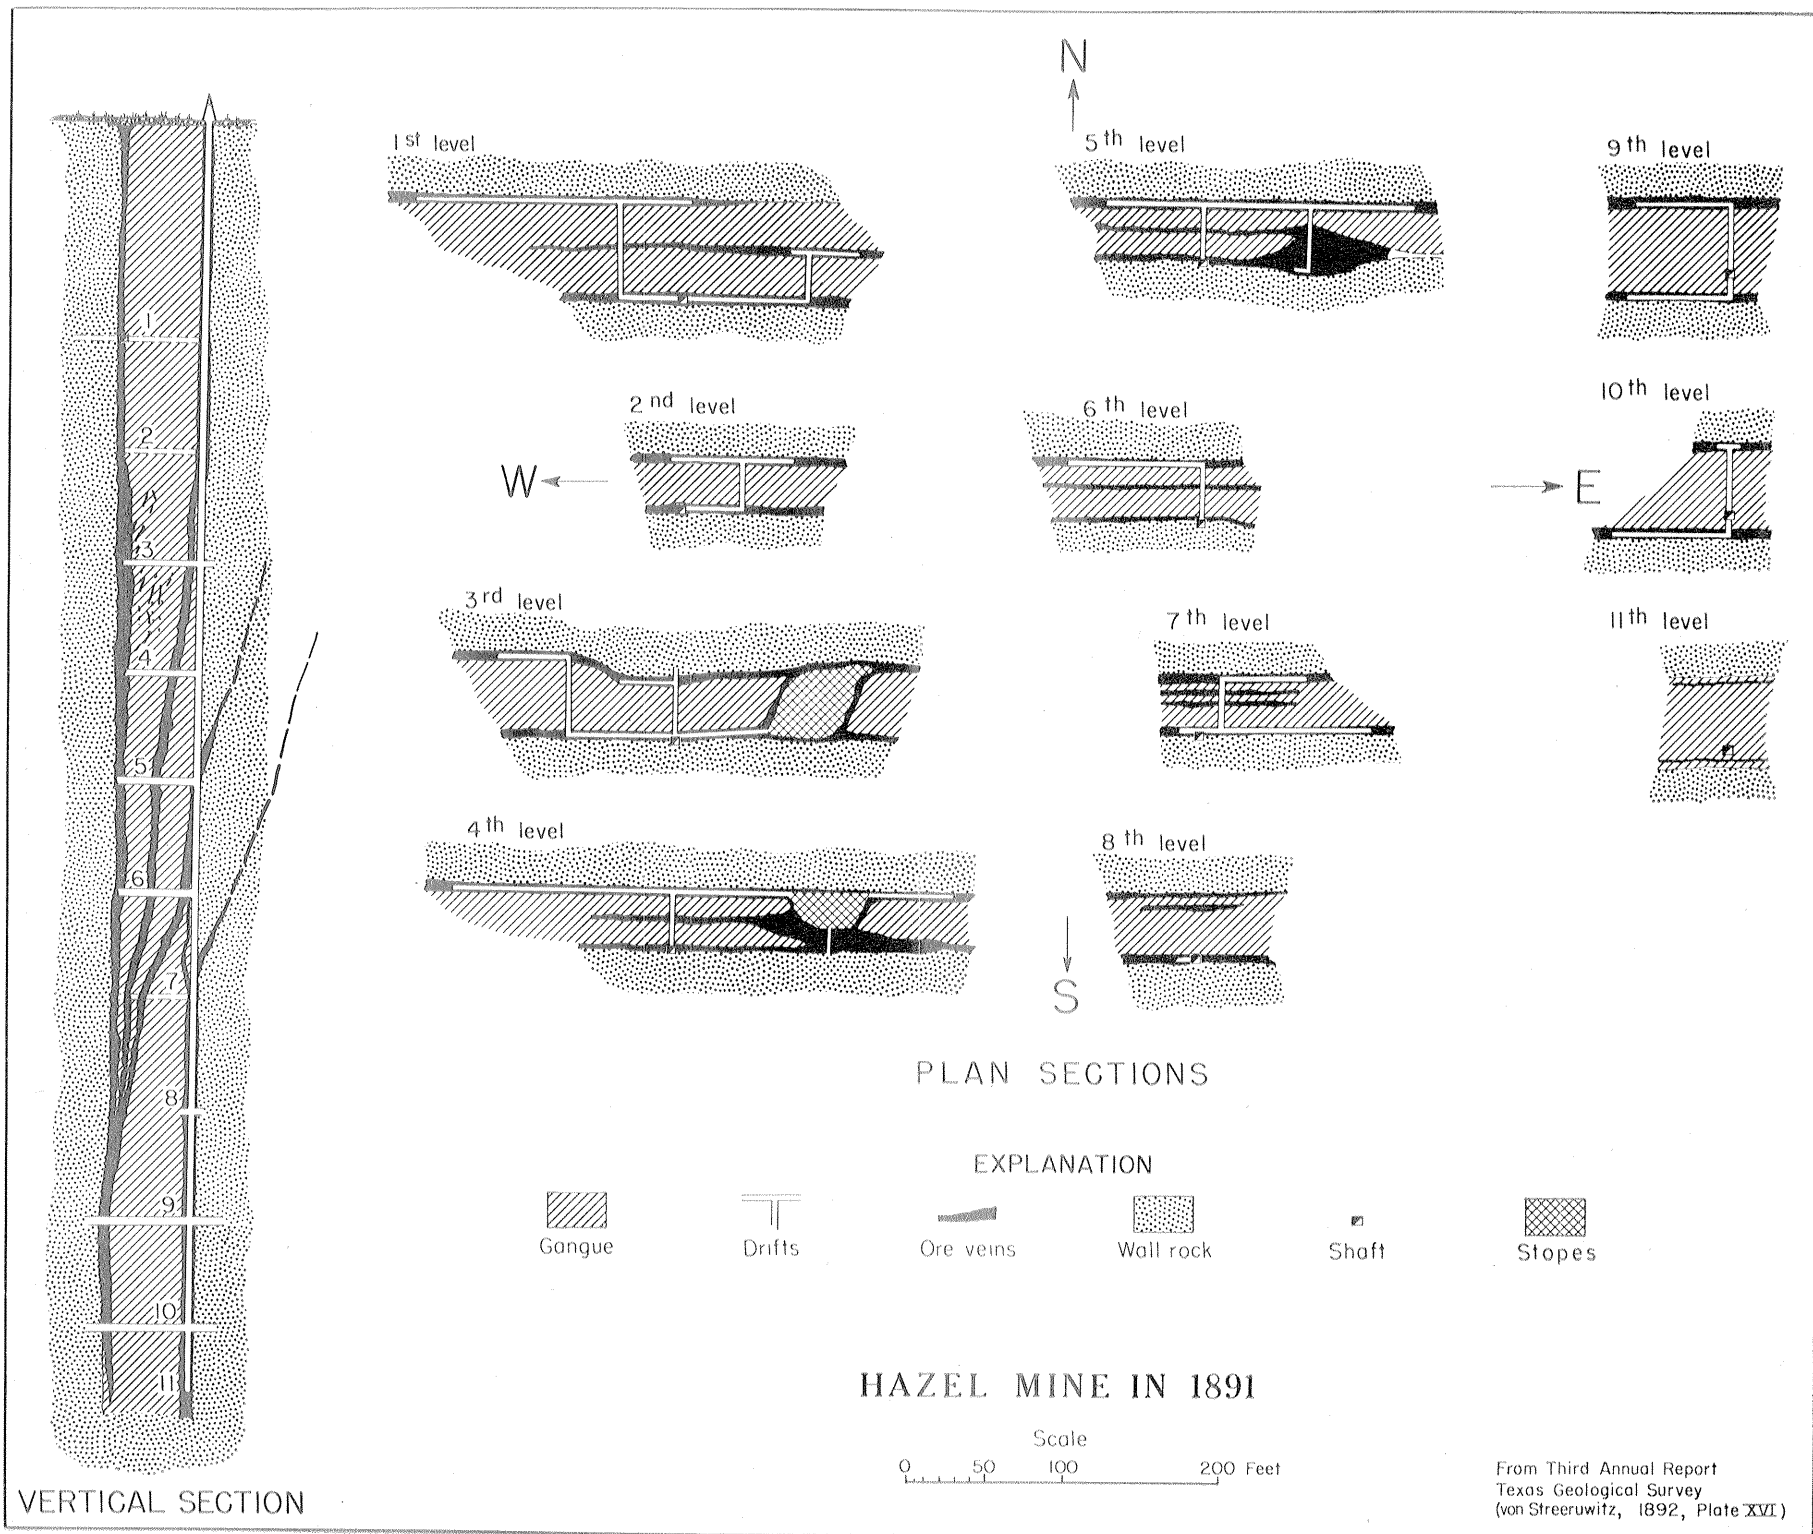 N
1st level
5th level
9th level
2nd level
6th level
10th level
W
E
3rd level
7th level
11th level
4th level
8th level
S
1
2
3
4
5
6
7
8
9
10
11
VERTICAL SECTION
PLAN SECTIONS
EXPLANATION
Gangue
Drifts
Ore veins
Wall rock
Shaft
Stopes
HAZEL MINE IN 1891
Scale
0 50 100 200 Feet
From Third Annual Report
Texas Geological Survey
(von Streeruwitz, 1892, Plate XVI)